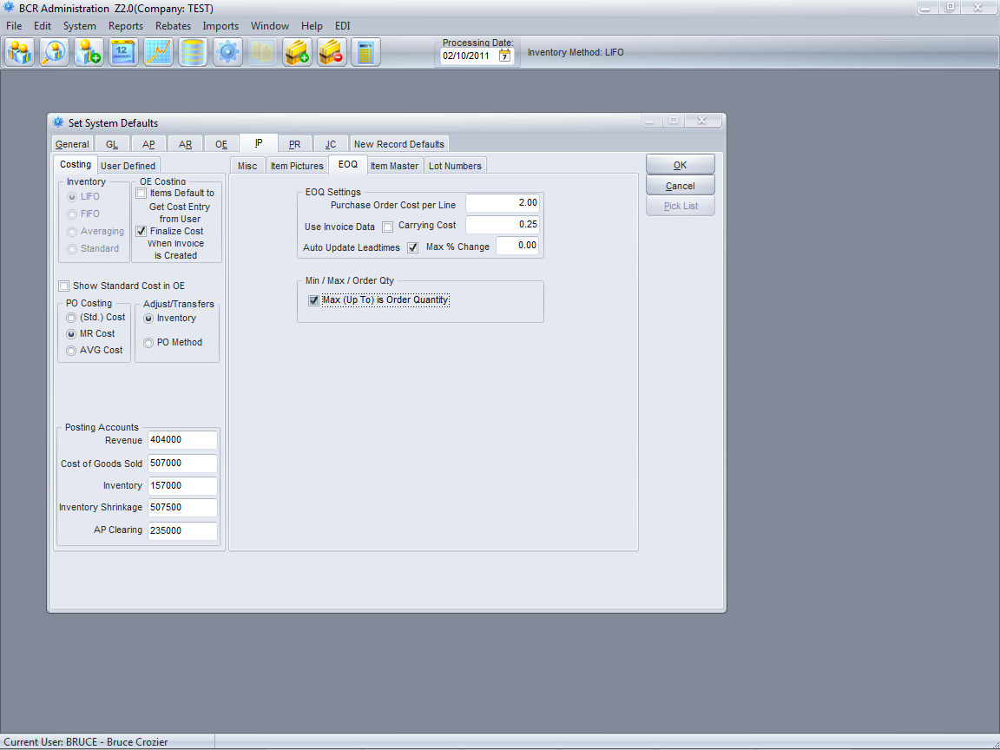 BCR Administration Z2.0(Company: TEST)
File Edit System Reports Rebates Imports Window Help EDI
12
JANUARY
Processing Date:
02/10/2011
7
Inventory Method: LIFO
Set System Defaults
General GL AP AR OE IP PR JC New Record Defaults
Costing User Defined
Inventory
LIFO
FIFO
Averaging
Standard
OE Costing
Items Default to
Get Cost Entry
from User
Finalize Cost
When Invoice
is Created
Show Standard Cost in OE
PO Costing
(Std.) Cost
MR Cost
AVG Cost
Adjust/Transfers
Inventory
PO Method
Posting Accounts
Revenue 404000
Cost of Goods Sold 507000
Inventory 157000
Inventory Shrinkage 507500
AP Clearing 235000
Misc Item Pictures EOQ Item Master Lot Numbers
EOQ Settings
Purchase Order Cost per Line 2.00
Use Invoice Data Carrying Cost 0.25
Auto Update Leadtimes Max % Change 0.00
Min / Max / Order Qty
Max (Up To) is Order Quantity
OK
Cancel
Pick List
Current User: BRUCE - Bruce Crozier